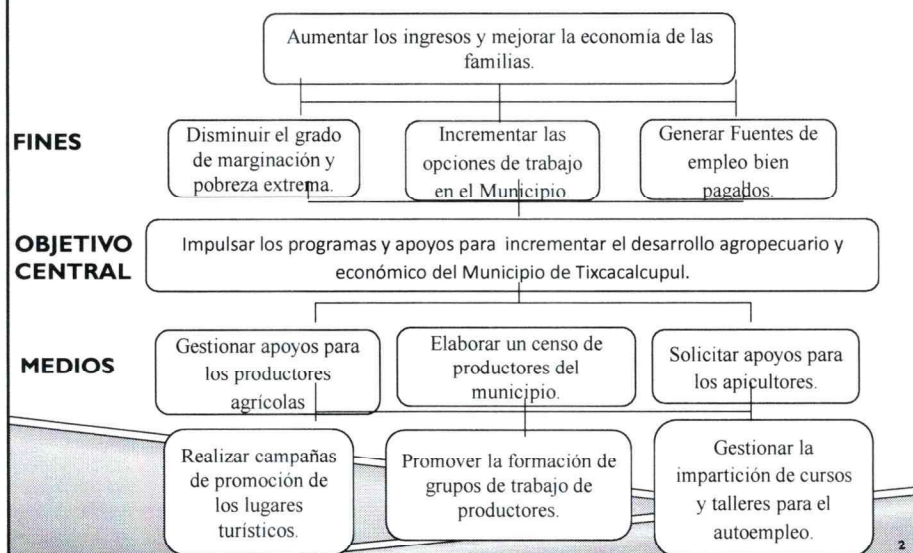 Aumentar los ingresos y mejorar la economía de las
familias.
FINES
Disminuir el grado
de marginación y
pobreza extrema.
Incrementar las
opciones de trabajo
en el Municipio
Generar Fuentes de
empleo bien
pagados.
OBJETIVO
CENTRAL
Impulsar los programas y apoyos para incrementar el desarrollo agropecuario y
económico del Municipio de Tixcacalcupul.
MEDIOS
Gestionar apoyos para
los productores
agrícolas
Elaborar un censo de
productores del
municipio.
Solicitar apoyos para
los apicultores.
Realizar campañas
de promoción de
los lugares
turísticos.
Promover la formación de
grupos de trabajo de
productores.
Gestionar la
impartición de cursos
y talleres para el
autoempleo.
2